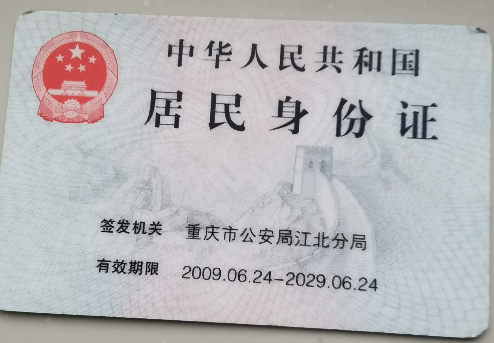 中华人民共和国
居民身份证
签发机关 重庆市公安局江北分局
有效期限 2009.06.24-2029.06.24